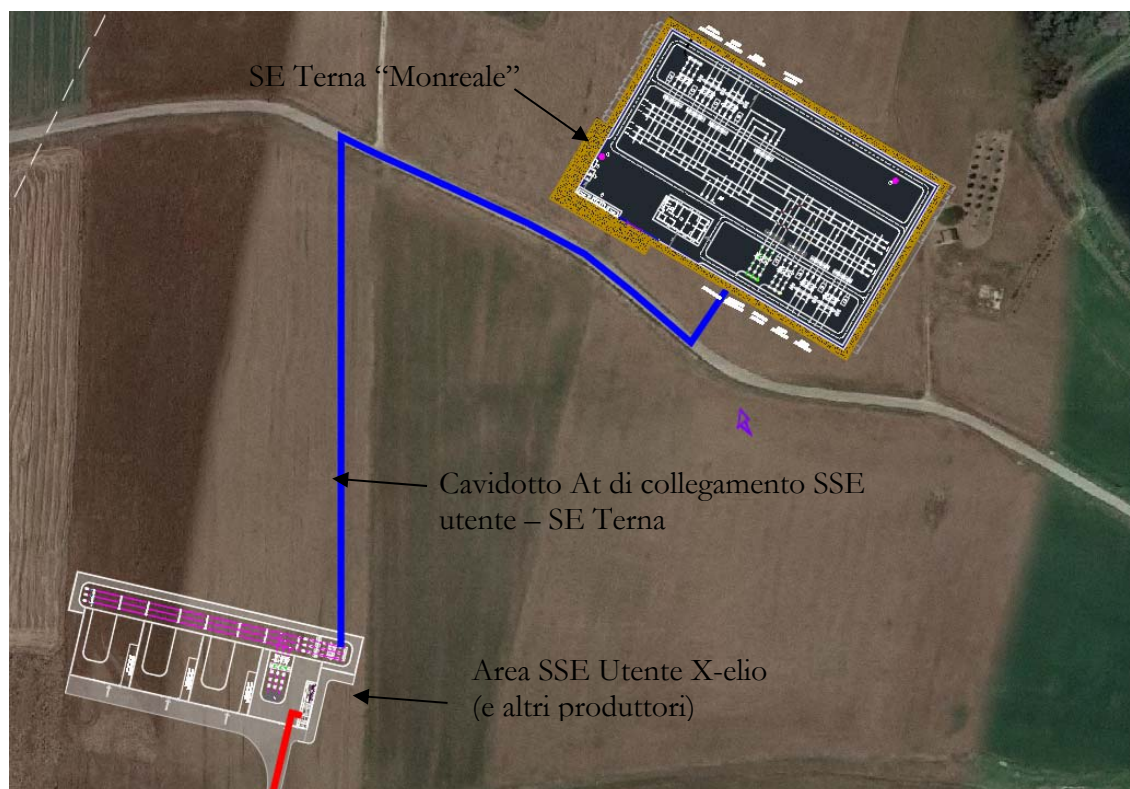 SE Terna “Monreale”
Cavidotto At di collegamento SSE
utente – SE Terna
Area SSE Utente X-elio
(e altri produttori)